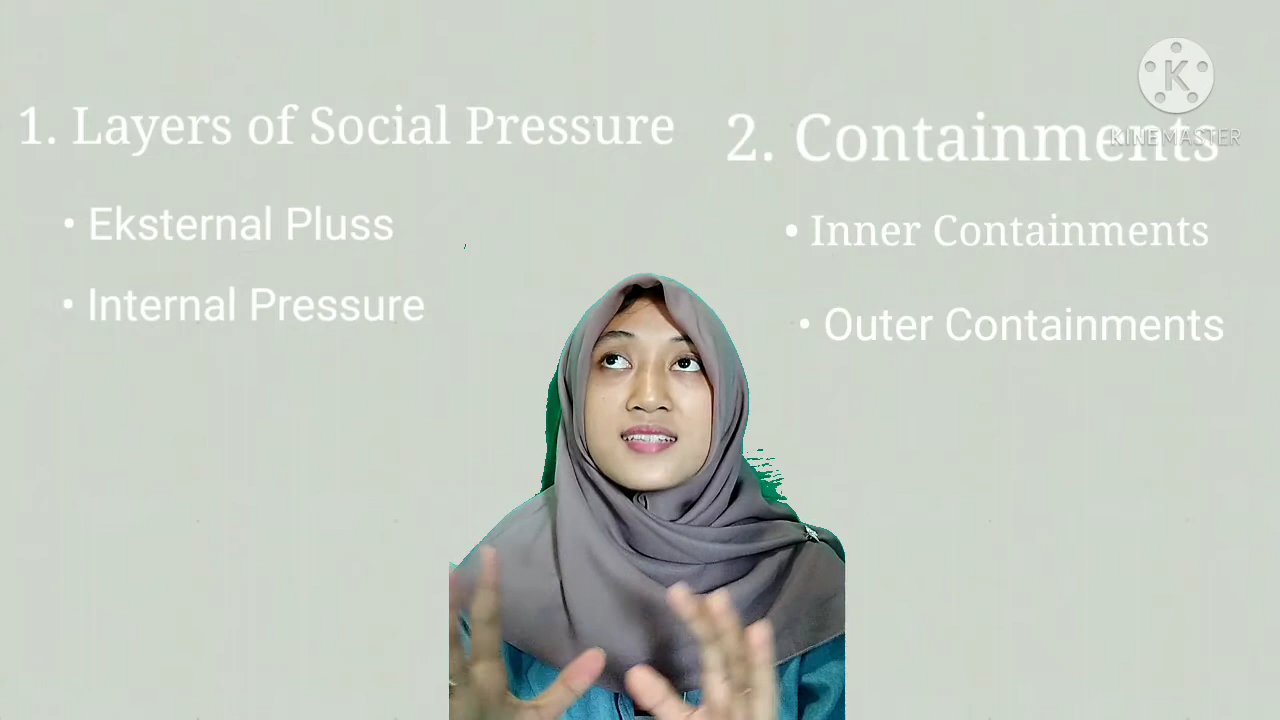 1. Layers of Social Pressure
• Eksternal Pluss
• Internal Pressure
2. Containments
• Inner Containments
• Outer Containments
KINEMASTER